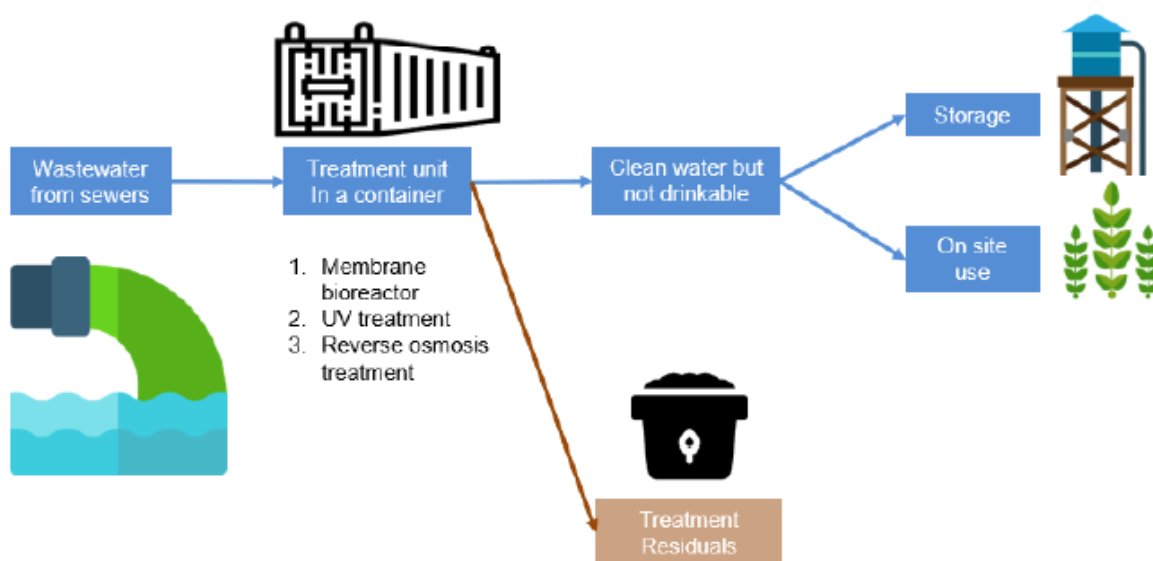 Wastewater
from sewers
Treatment unit
In a container
1. Membrane
bioreactor
2. UV treatment
3. Reverse osmosis
treatment
Clean water but
not drinkable
Storage
On site
use
Treatment
Residuals